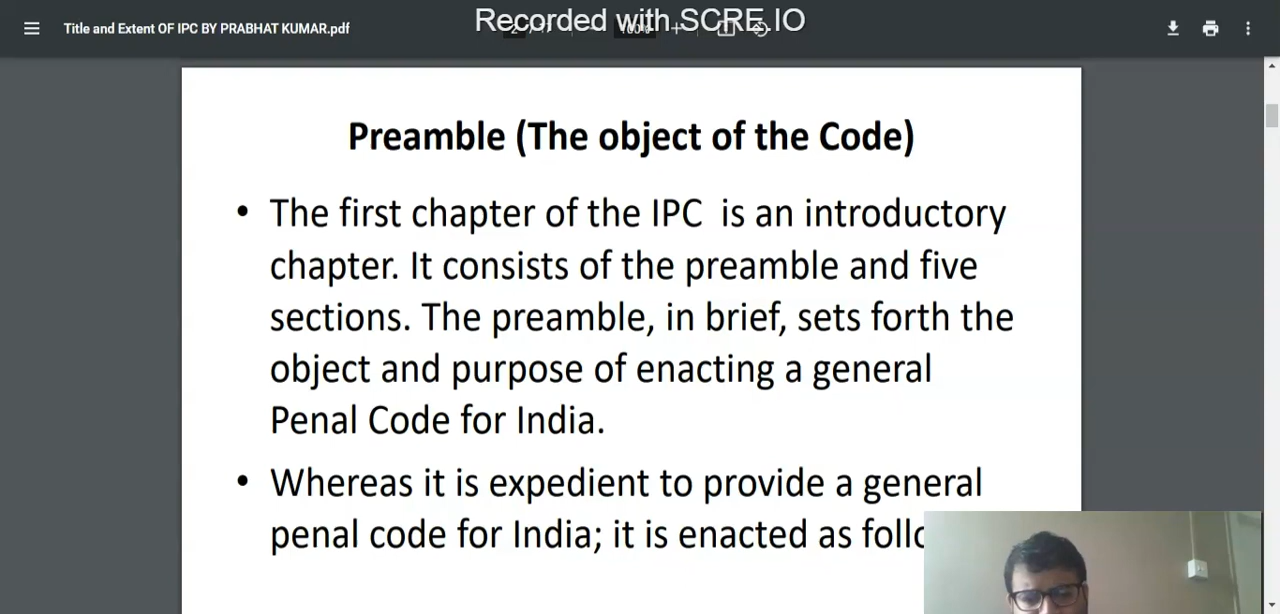 Recorded with SCRE.IO
Title and Extent OF IPC BY PRABHAT KUMAR.pdf
2 / 17
100%
Preamble (The object of the Code)
• The first chapter of the IPC is an introductory
chapter. It consists of the preamble and five
sections. The preamble, in brief, sets forth the
object and purpose of enacting a general
Penal Code for India.
• Whereas it is expedient to provide a general
penal code for India; it is enacted as